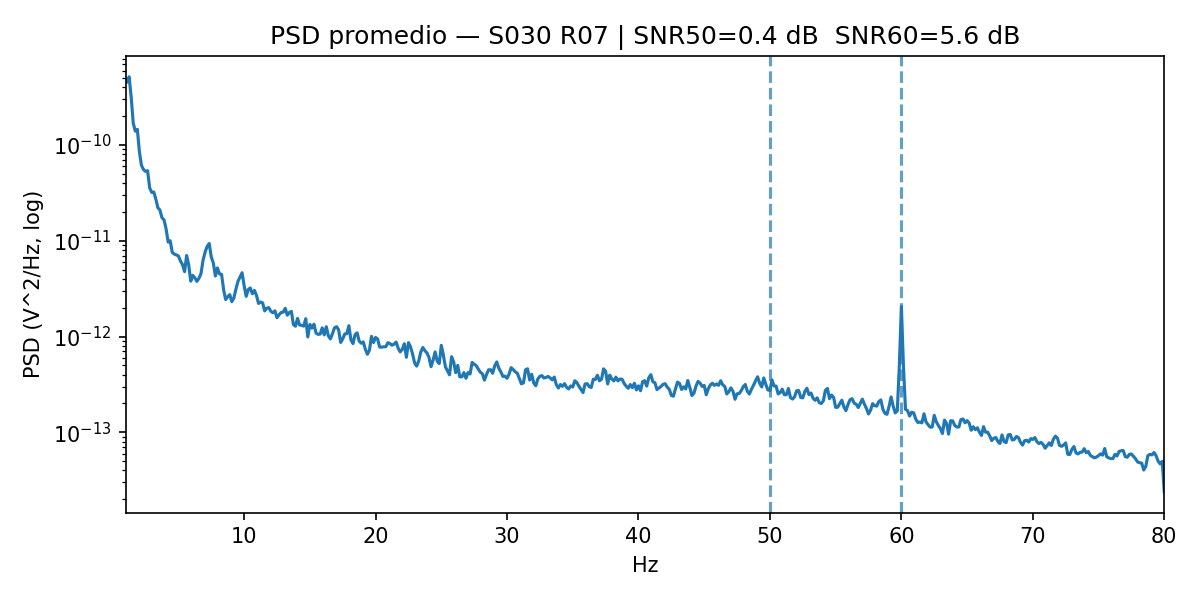 PSD promedio — S030 R07 | SNR50=0.4 dB  SNR60=5.6 dB
PSD (V^2/Hz, log)
10⁻¹⁰
10⁻¹¹
10⁻¹²
10⁻¹³
10 20 30 40 50 60 70 80
Hz